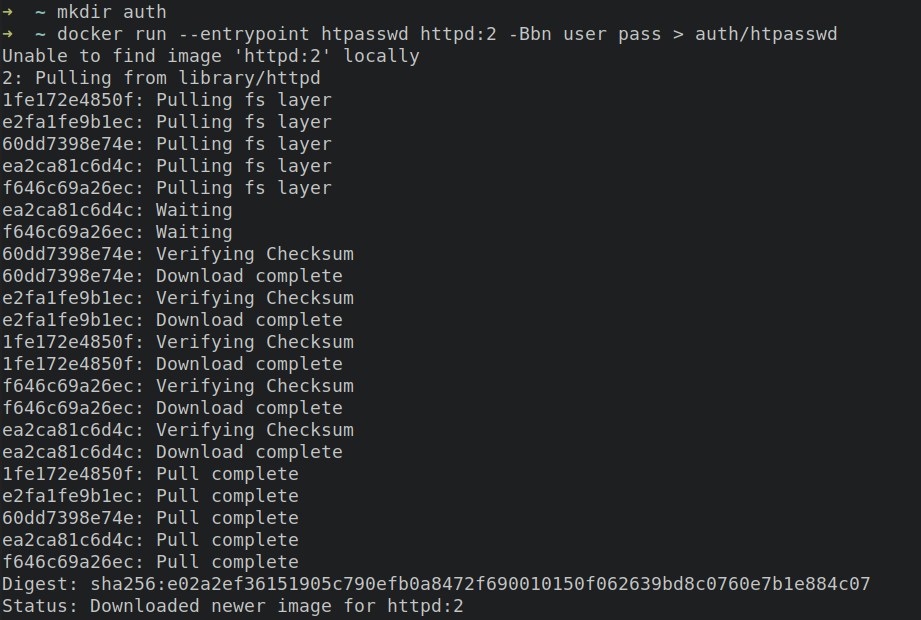 →  ~ mkdir auth
→  ~ docker run --entrypoint htpasswd httpd:2 -Bbn user pass > auth/htpasswd
Unable to find image 'httpd:2' locally
2: Pulling from library/httpd
1fe172e4850f: Pulling fs layer
e2fa1fe9b1ec: Pulling fs layer
60dd7398e74e: Pulling fs layer
ea2ca81c6d4c: Pulling fs layer
f646c69a26ec: Pulling fs layer
ea2ca81c6d4c: Waiting
f646c69a26ec: Waiting
60dd7398e74e: Verifying Checksum
60dd7398e74e: Download complete
e2fa1fe9b1ec: Verifying Checksum
e2fa1fe9b1ec: Download complete
1fe172e4850f: Verifying Checksum
1fe172e4850f: Download complete
f646c69a26ec: Verifying Checksum
f646c69a26ec: Download complete
ea2ca81c6d4c: Verifying Checksum
ea2ca81c6d4c: Download complete
1fe172e4850f: Pull complete
e2fa1fe9b1ec: Pull complete
60dd7398e74e: Pull complete
ea2ca81c6d4c: Pull complete
f646c69a26ec: Pull complete
Digest: sha256:e02a2ef36151905c790efb0a8472f690010150f062639bd8c0760e7b1e884c07
Status: Downloaded newer image for httpd:2